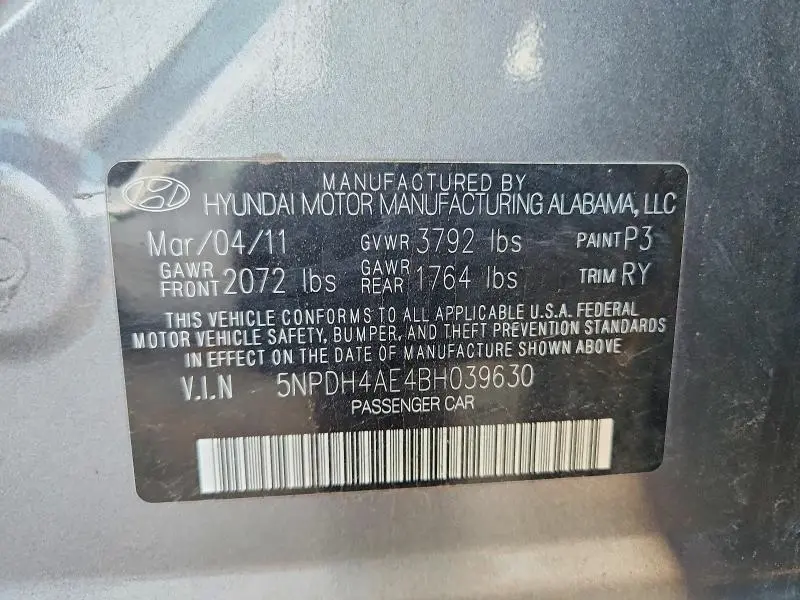 MANUFACTURED BY
HYUNDAI MOTOR MANUFACTURING ALABAMA, LLC
Mar/04/11 GVWR 3792 lbs PAINT P3
GAWR FRONT 2072 lbs GAWR REAR 1764 lbs TRIM RY
THIS VEHICLE CONFORMS TO ALL APPLICABLE U.S.A. FEDERAL
MOTOR VEHICLE SAFETY, BUMPER, AND THEFT PREVENTION STANDARDS
IN EFFECT ON THE DATE OF MANUFACTURE SHOWN ABOVE
V.I.N 5NPDH4AE4BH039630
PASSENGER CAR